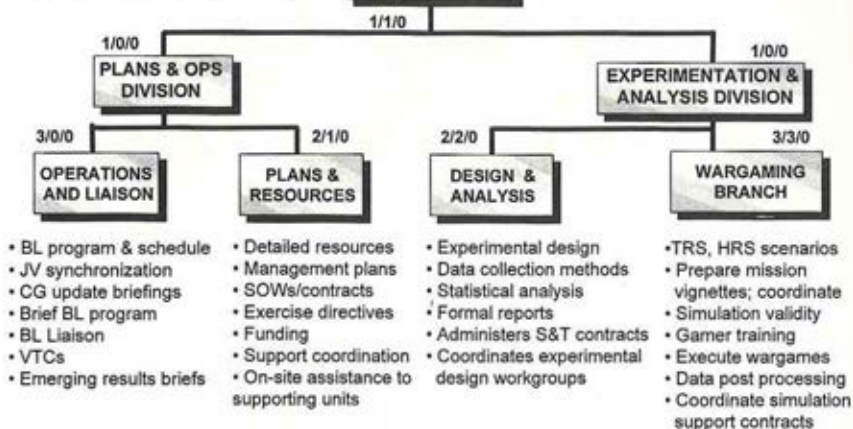 1/1/0
1/0/0
PLANS & OPS
DIVISION
1/0/0
EXPERIMENTATION &
ANALYSIS DIVISION
3/0/0
OPERATIONS
AND LIAISON
2/1/0
PLANS &
RESOURCES
2/2/0
DESIGN &
ANALYSIS
3/3/0
WARGAMING
BRANCH
• BL program & schedule
• JV synchronization
• CG update briefings
• Brief BL program
• BL Liaison
• VTCs
• Emerging results briefs
• Detailed resources
• Management plans
• SOWs/contracts
• Exercise directives
• Funding
• Support coordination
• On-site assistance to
supporting units
• Experimental design
• Data collection methods
• Statistical analysis
• Formal reports
• Administers S&T contracts
• Coordinates experimental
design workgroups
•TRS, HRS scenarios
• Prepare mission
vignettes; coordinate
• Simulation validity
• Gamer training
• Execute wargames
• Data post processing
• Coordinate simulation
support contracts